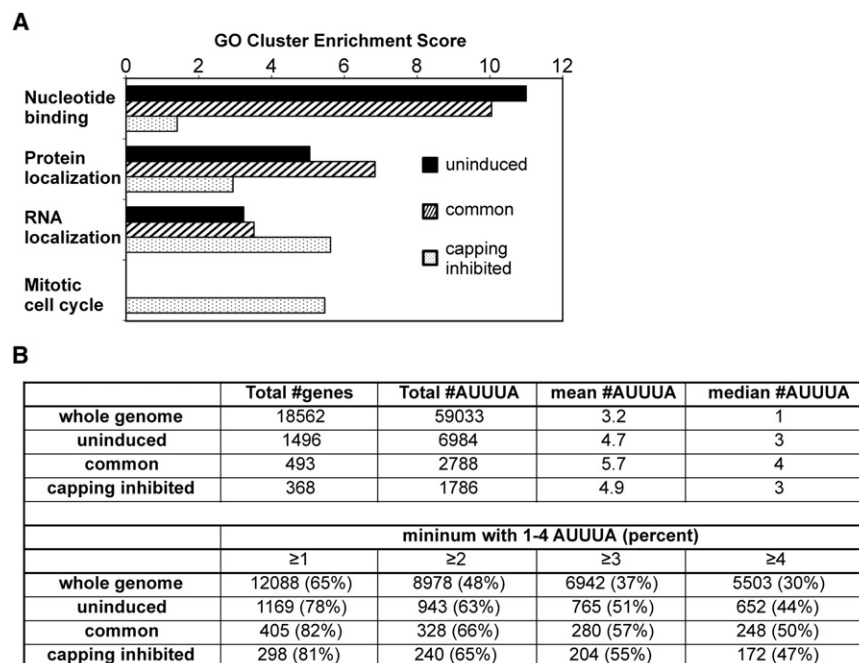 A
GO Cluster Enrichment Score
0 2 4 6 8 10 12
Nucleotide
binding
Protein
localization
RNA
localization
Mitotic
cell cycle
uninduced
common
capping
inhibited
B
Total #genes Total #AUUUA mean #AUUUA median #AUUUA
whole genome 18562 59033 3.2 1
uninduced 1496 6984 4.7 3
common 493 2788 5.7 4
capping inhibited 368 1786 4.9 3
mininum with 1-4 AUUUA (percent)
≥1 ≥2 ≥3 ≥4
whole genome 12088 (65%) 8978 (48%) 6942 (37%) 5503 (30%)
uninduced 1169 (78%) 943 (63%) 765 (51%) 652 (44%)
common 405 (82%) 328 (66%) 280 (57%) 248 (50%)
capping inhibited 298 (81%) 240 (65%) 204 (55%) 172 (47%)